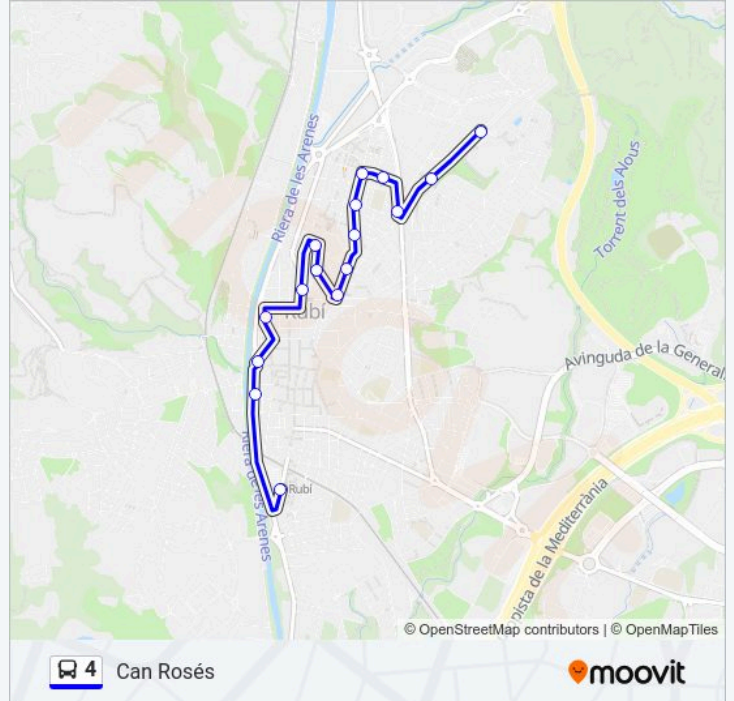 Riera de les Arenes
Torrent dels Alous
Rubí
Avinguda de la General
Riera de les Arenes
Rubí
pista de la Mediterrània
© OpenStreetMap contributors | © OpenMapTiles
4 Can Rosés
moovit